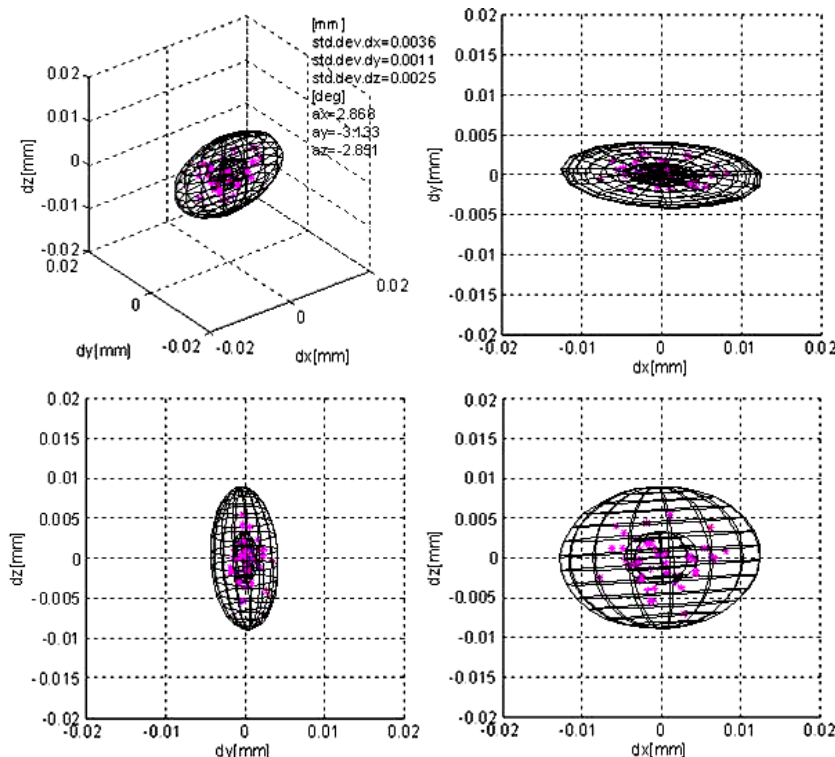 [mm]
std.dev.dx=0.0036
std.dev.dy=0.0011
std.dev.dz=0.0025
[deg]
ax=2.868
ay=-3.133
az=-2.851
0.02
0.01
0
-0.01
-0.02
dz[mm]
0.02
0
-0.02
dy[mm]
-0.02
0
0.02
dx[mm]
0.02
0.015
0.01
0.005
0
-0.005
-0.01
-0.015
-0.02
dy[mm]
-0.02 -0.01 0 0.01 0.02
dx[mm]
0.02
0.015
0.01
0.005
0
-0.005
-0.01
-0.015
-0.02
dz[mm]
-0.02 -0.01 0 0.01 0.02
dy[mm]
0.02
0.015
0.01
0.005
0
-0.005
-0.01
-0.015
-0.02
dz[mm]
-0.02 -0.01 0 0.01 0.02
dx[mm]